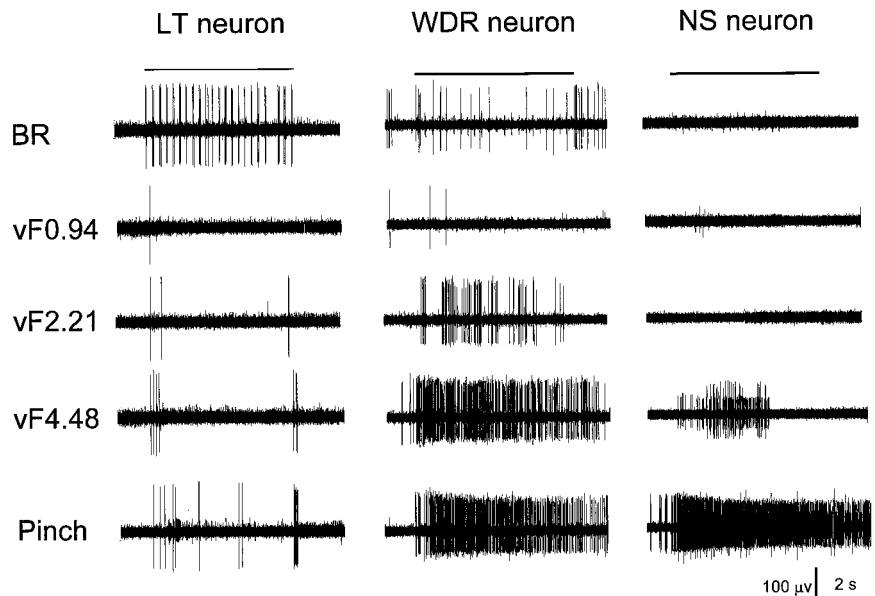 LT neuron WDR neuron NS neuron
BR
vF0.94
vF2.21
vF4.48
Pinch
100 μv 2 s